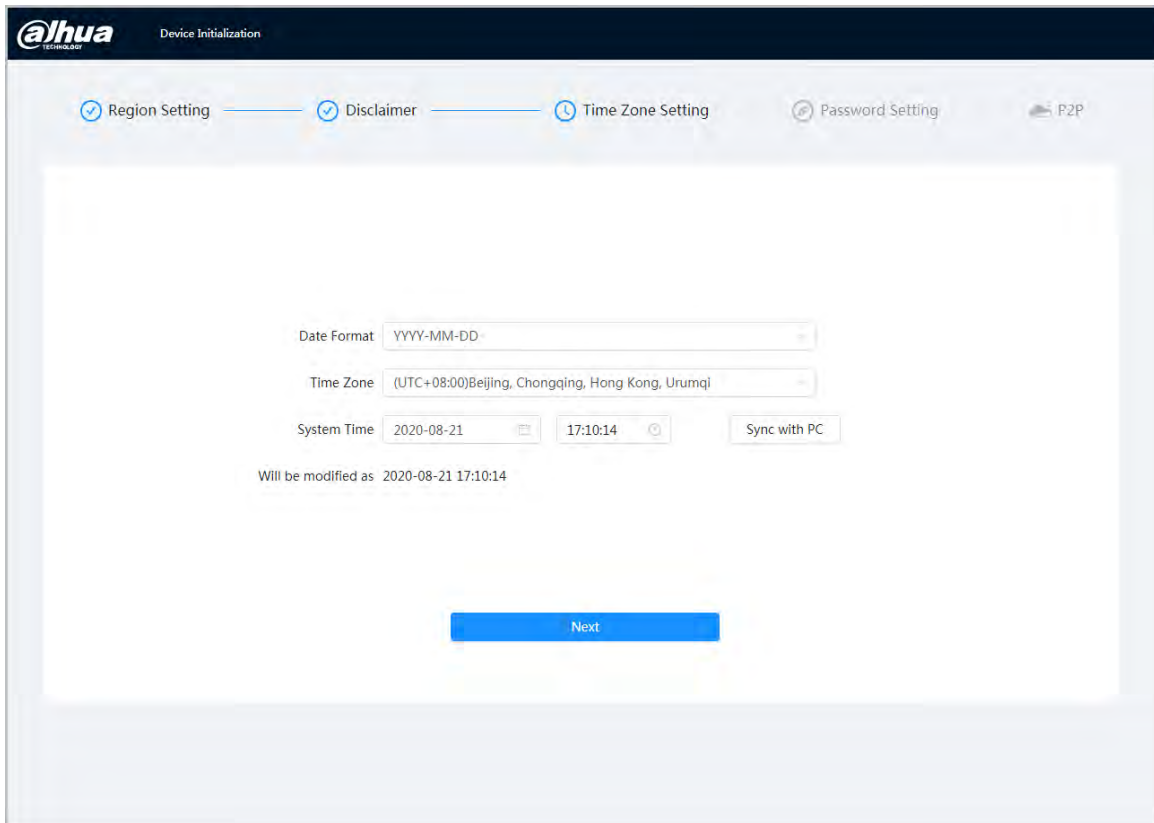 alhua
TECHNOLOGY
Device Initialization
Region Setting
Disclaimer
Time Zone Setting
Password Setting
P2P
Date Format YYYY-MM-DD
Time Zone (UTC+08:00)Beijing, Chongqing, Hong Kong, Urumqi
System Time 2020-08-21 17:10:14 Sync with PC
Will be modified as 2020-08-21 17:10:14
Next